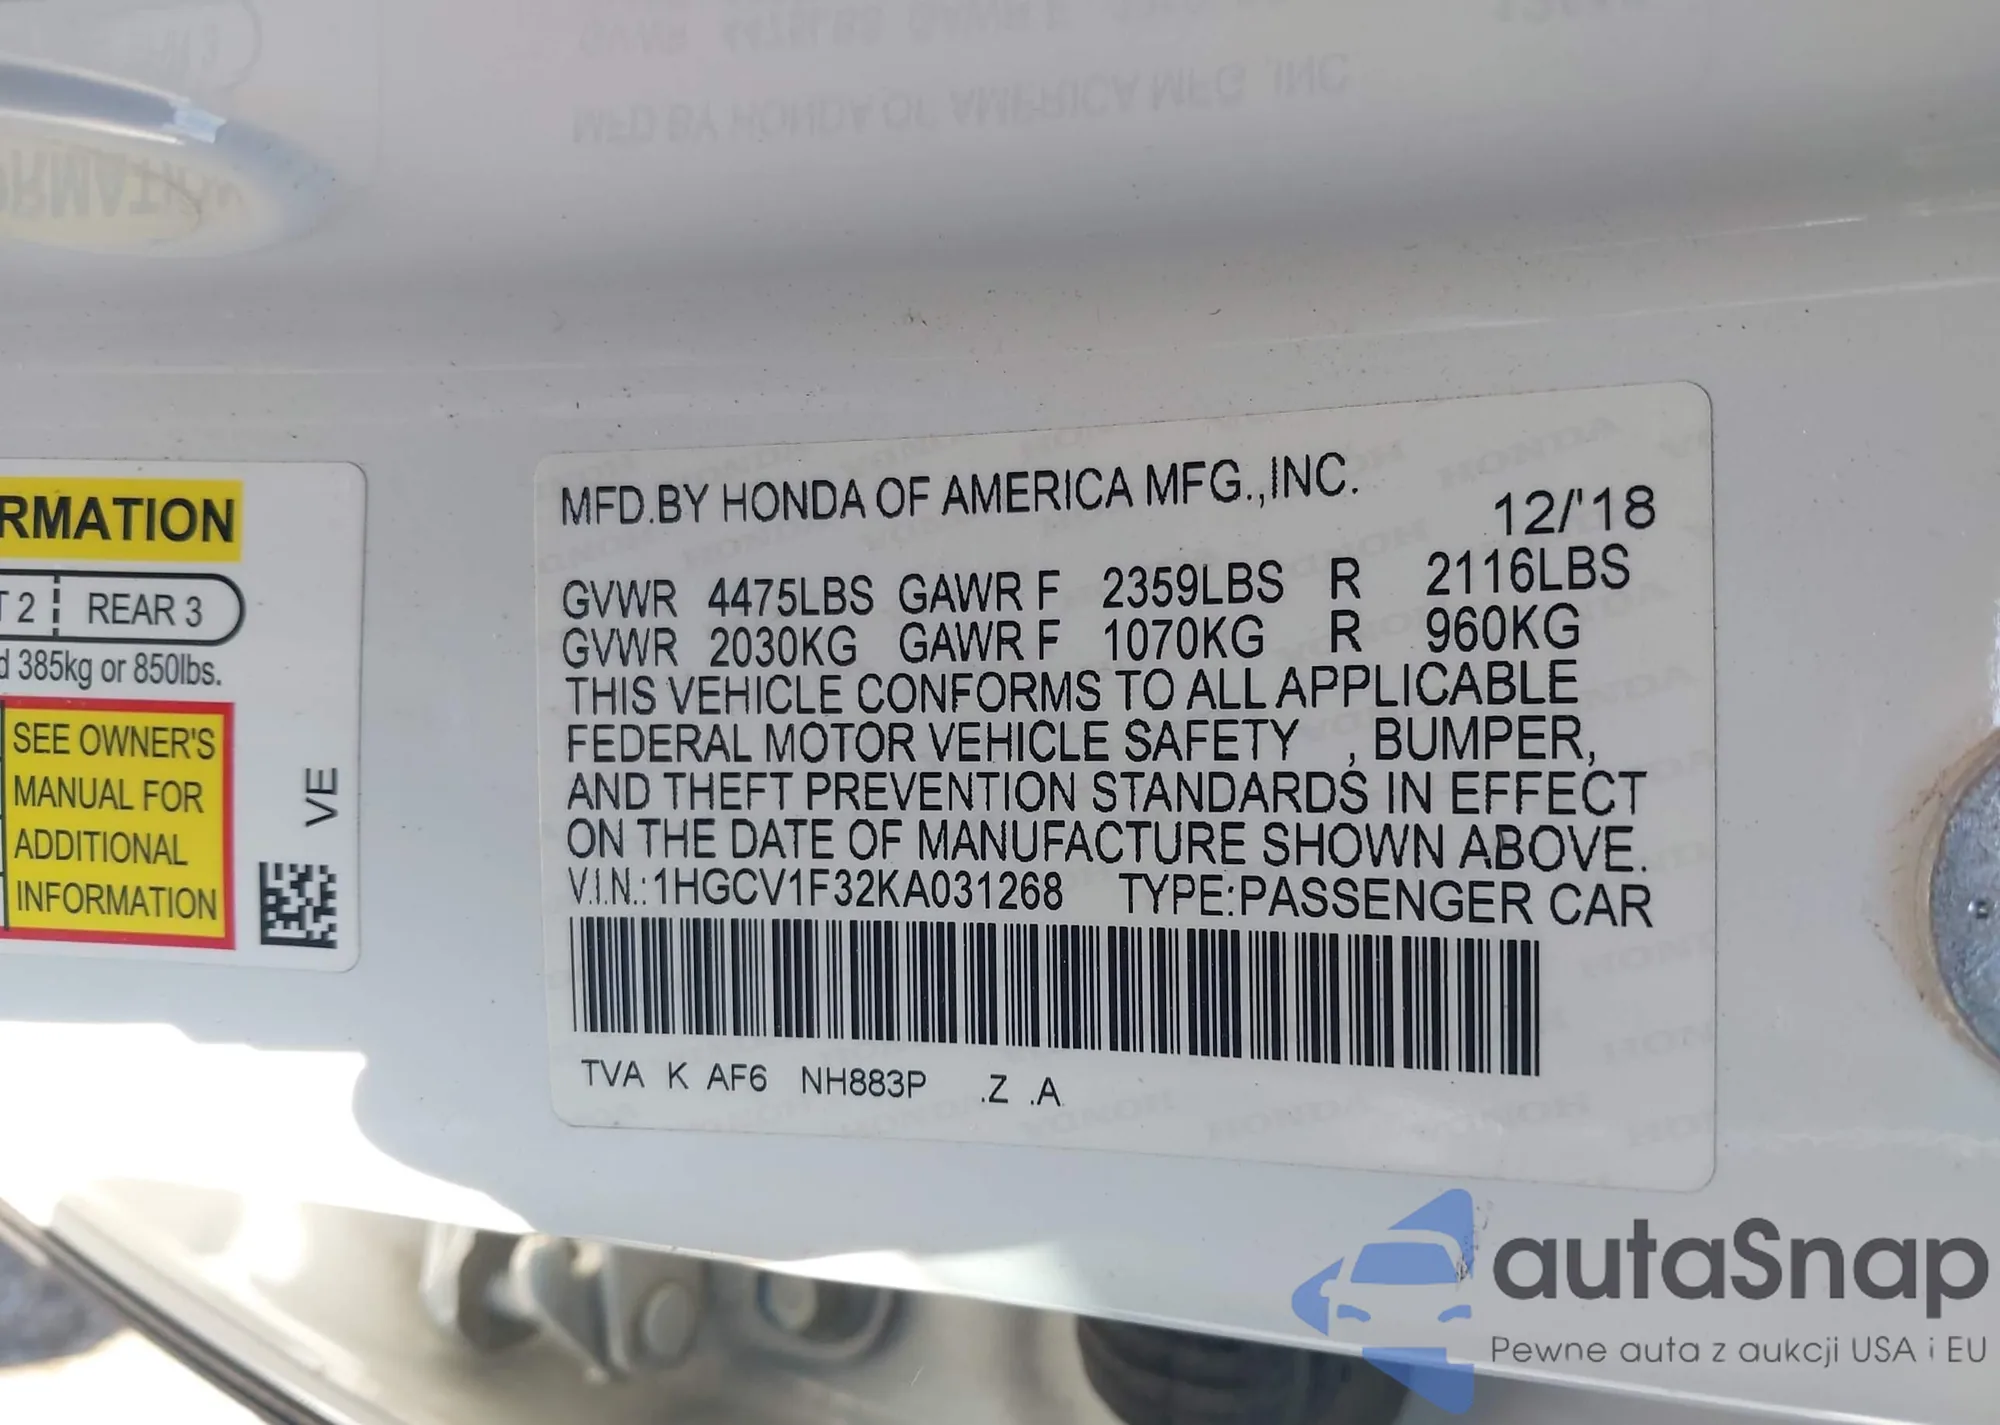 RMATION
T 2 REAR 3
d 385kg or 850lbs.
SEE OWNER'S
MANUAL FOR
ADDITIONAL
INFORMATION
VE
MFD.BY HONDA OF AMERICA MFG.,INC.
12/'18
GVWR 4475LBS GAWR F 2359LBS R 2116LBS
GVWR 2030KG GAWR F 1070KG R 960KG
THIS VEHICLE CONFORMS TO ALL APPLICABLE
FEDERAL MOTOR VEHICLE SAFETY , BUMPER,
AND THEFT PREVENTION STANDARDS IN EFFECT
ON THE DATE OF MANUFACTURE SHOWN ABOVE.
V.I.N.:1HGCV1F32KA031268 TYPE:PASSENGER CAR
TVA K AF6 NH883P .Z .A
autaSnap
Pewne auta z aukcji USA i EU